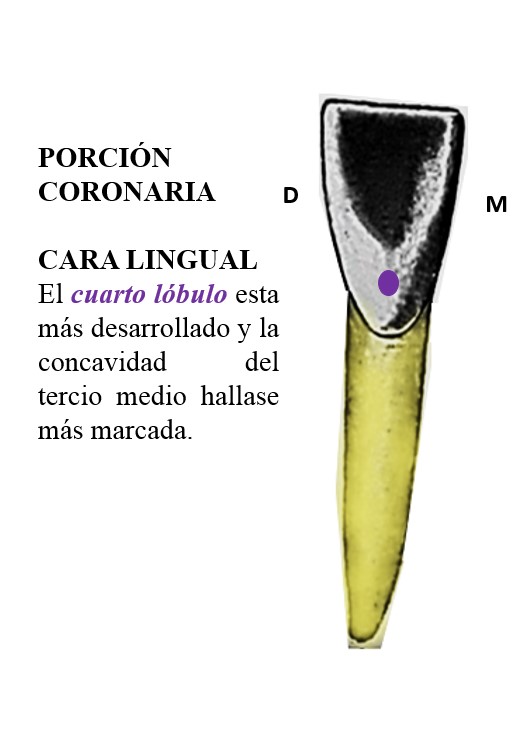 PORCIÓN
CORONARIA
D
M
CARA LINGUAL
El cuarto lóbulo esta
más desarrollado y la
concavidad del
tercio medio hallase
más marcada.